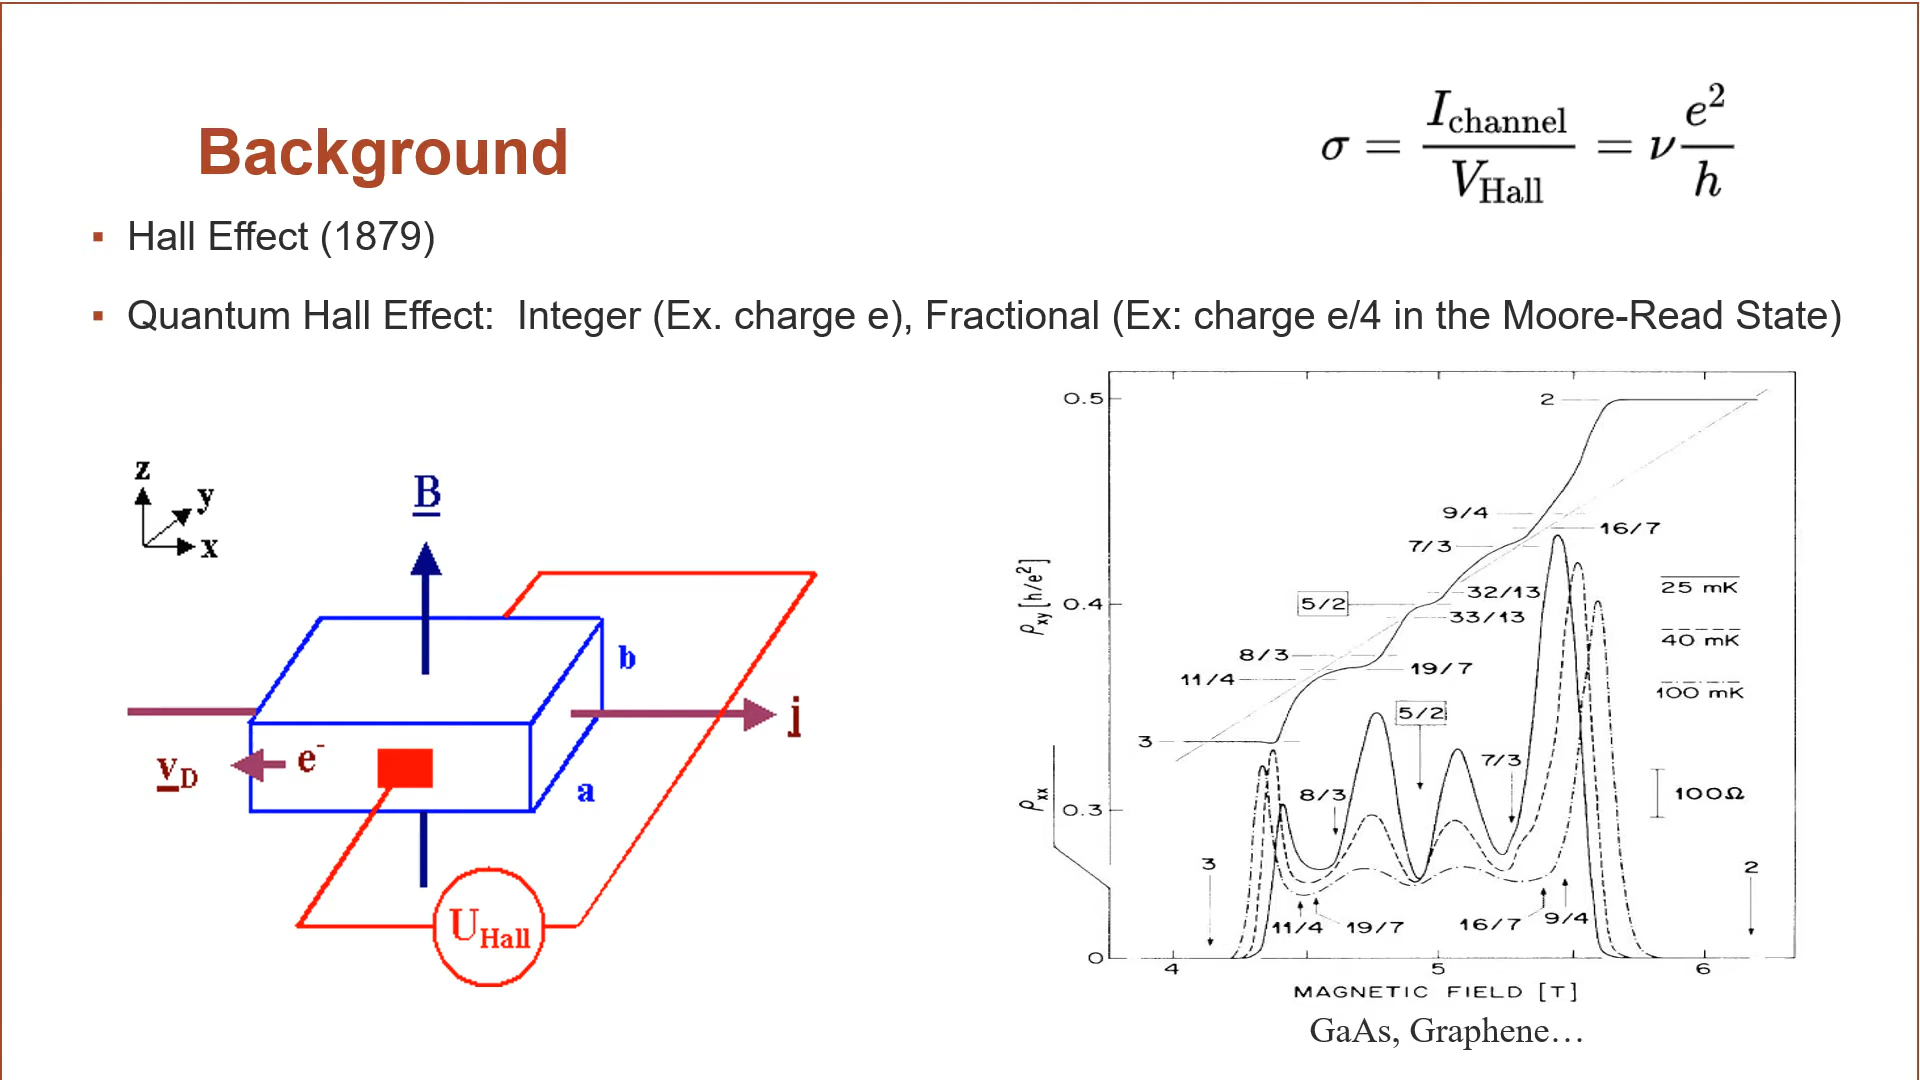 Background
σ = I_channel / V_Hall = ν e² / h
▪ Hall Effect (1879)
▪ Quantum Hall Effect:  Integer (Ex. charge e), Fractional (Ex: charge e/4 in the Moore-Read State)
z
y
x
B
b
a
j
v_D
e⁻
U_Hall
0.5
0.4
0.3
0
ρxy [h/e²]
ρxx
2
9/4
16/7
7/3
32/13
5/2
33/13
8/3
19/7
11/4
3
25 mK
40 mK
100 mK
5/2
7/3
8/3
100Ω
3
2
11/4
19/7
16/7
9/4
4
5
6
MAGNETIC FIELD [T]
GaAs, Graphene…